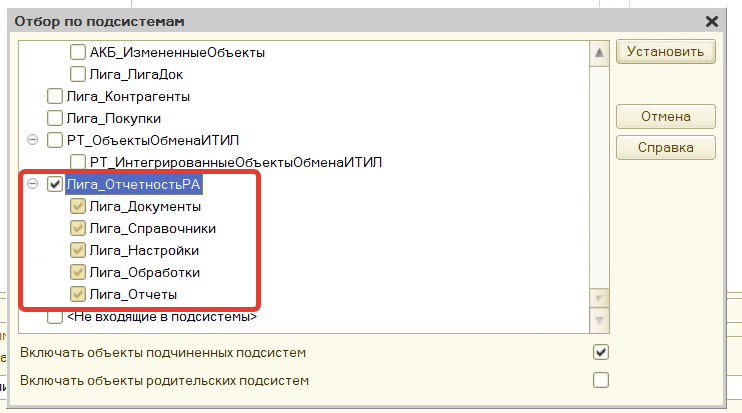 Отбор по подсистемам
АКБ_ИзмененныеОбъекты
Лига_ЛигаДок
Лига_Контрагенты
Лига_Покупки
РТ_ОбъектыОбменаИТИЛ
РТ_ИнтегрированныеОбъектыОбменаИТИЛ
Лига_ОтчетностьРА
Лига_Документы
Лига_Справочники
Лига_Настройки
Лига_Обработки
Лига_Отчеты
<Не входящие в подсистемы>
Установить
Отмена
Справка
Включать объекты подчиненных подсистем
Включать объекты родительских подсистем